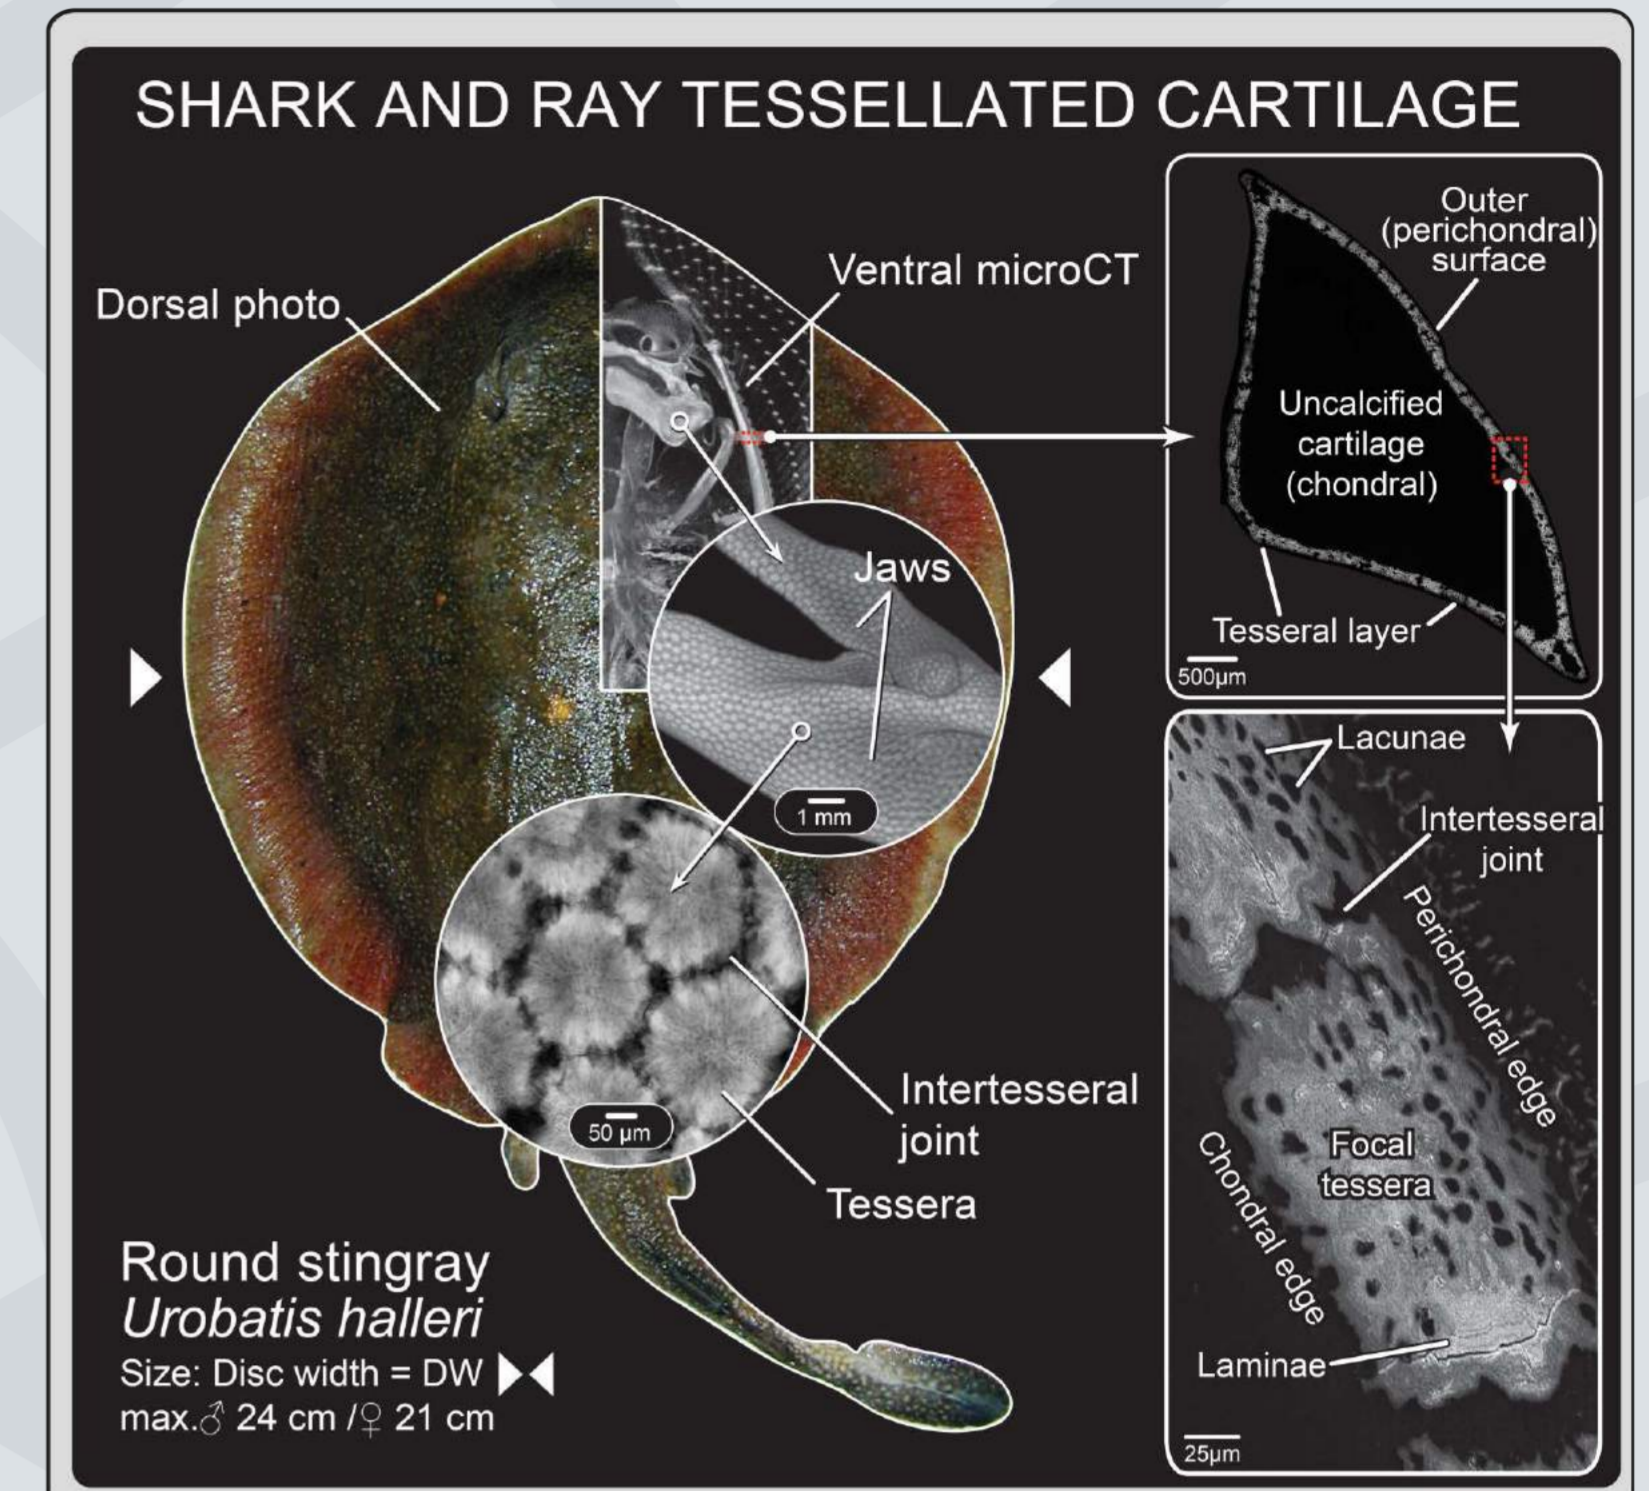 SHARK AND RAY TESSELLATED CARTILAGE
Dorsal photo
Ventral microCT
Jaws
1 mm
50 µm
Intertesseral
joint
Tessera
Round stingray
Urobatis halleri
Size: Disc width = DW
max.♂ 24 cm /♀ 21 cm
Outer
(perichondral)
surface
Uncalcified
cartilage
(chondral)
Tesseral layer
500µm
Lacunae
Intertesseral
joint
Perichondral edge
Focal
tessera
Chondral edge
Laminae
25µm